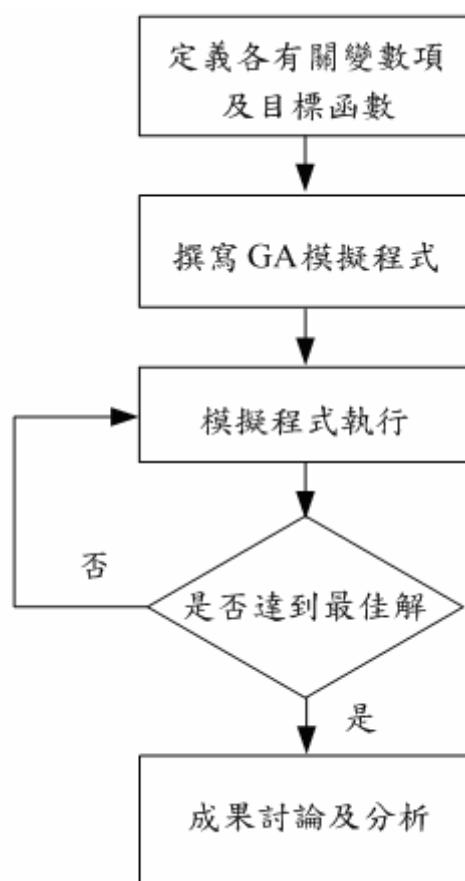 定義各有關變數項
及目標函數
撰寫GA模擬程式
模擬程式執行
否
是否達到最佳解
是
成果討論及分析